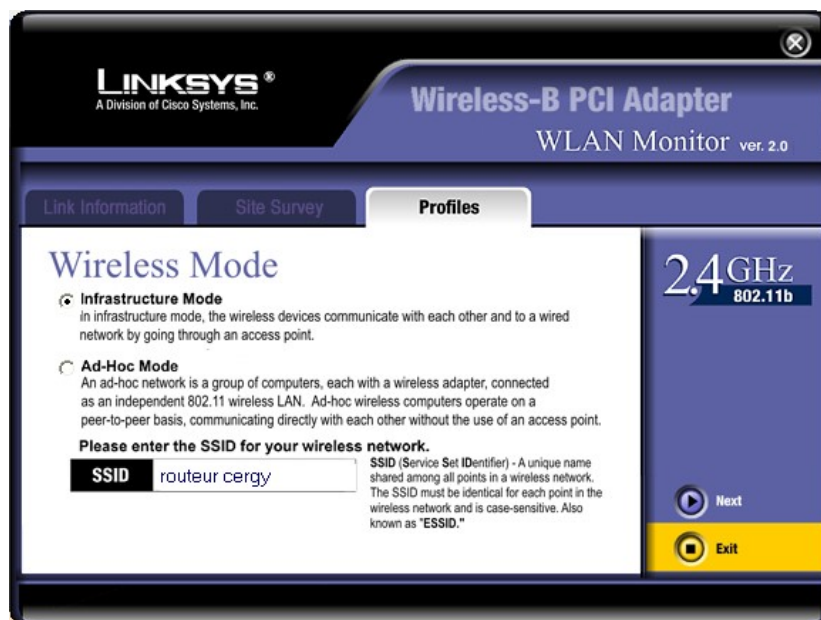 LINKSYS®
A Division of Cisco Systems, Inc.
Wireless-B PCI Adapter
WLAN Monitor ver. 2.0
Link Information
Site Survey
Profiles
Wireless Mode
Infrastructure Mode
In infrastructure mode, the wireless devices communicate with each other and to a wired
network by going through an access point.
Ad-Hoc Mode
An ad-hoc network is a group of computers, each with a wireless adapter, connected
as an independent 802.11 wireless LAN. Ad-hoc wireless computers operate on a
peer-to-peer basis, communicating directly with each other without the use of an access point.
Please enter the SSID for your wireless network.
SSID
routeur cergy
SSID (Service Set IDentifier) - A unique name
shared among all points in a wireless network.
The SSID must be identical for each point in the
wireless network and is case-sensitive. Also
known as "ESSID."
2.4 GHz
802.11b
Next
Exit